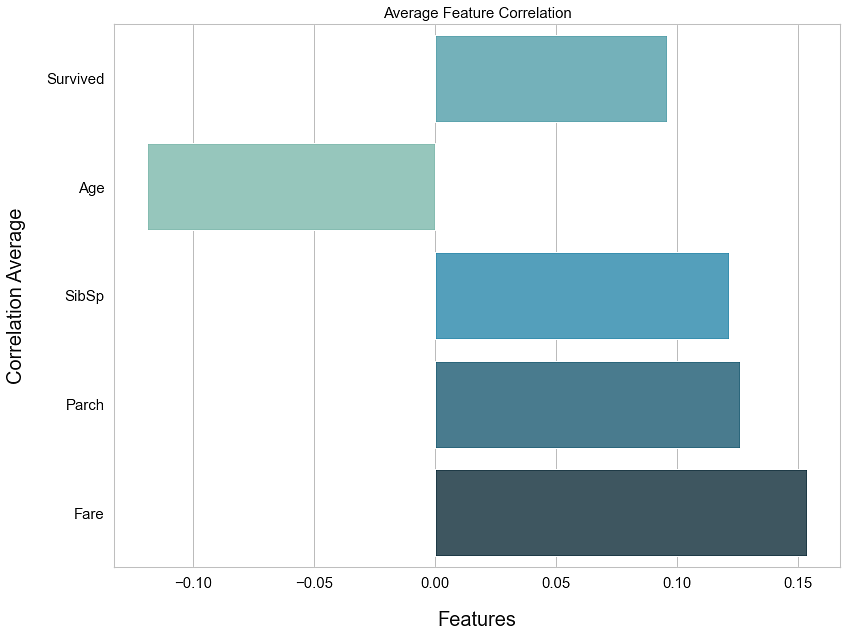 Average Feature Correlation
Survived
Age
SibSp
Parch
Fare
Correlation Average
−0.10 −0.05 0.00 0.05 0.10 0.15
Features